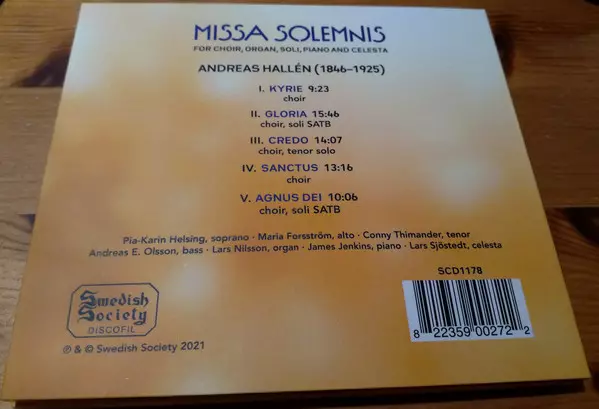 MISSA SOLEMNIS
FOR CHOIR, ORGAN, SOLI, PIANO AND CELESTA
ANDREAS HALLÉN (1846–1925)
I. KYRIE 9:23
choir
II. GLORIA 15:46
choir, soli SATB
III. CREDO 14:07
choir, tenor solo
IV. SANCTUS 13:16
choir
V. AGNUS DEI 10:06
choir, soli SATB
Pia-Karin Helsing, soprano · Maria Forsström, alto · Conny Thimander, tenor
Andreas E. Olsson, bass · Lars Nilsson, organ · James Jenkins, piano · Lars Sjöstedt, celesta
SCD1178
Swedish
Society
DISCOFIL
8 22359 00272 2
℗ & © Swedish Society 2021